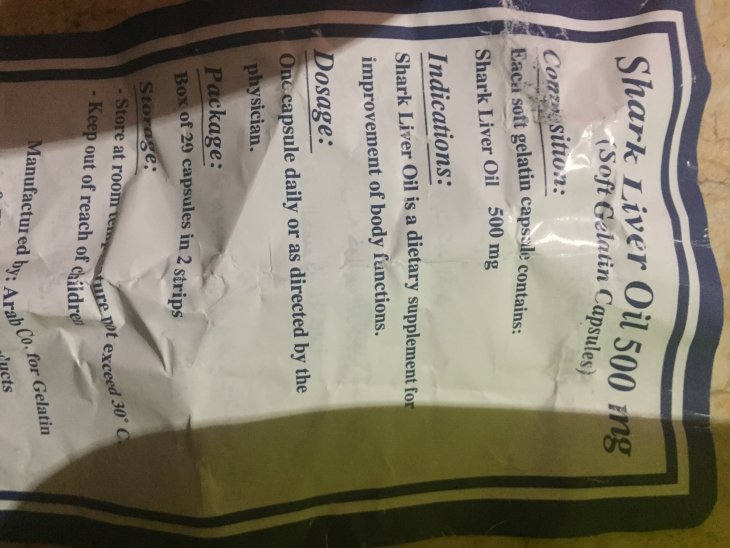 Shark Liver Oil 500 mg
(Soft Gelatin Capsules)
Composition:
Each soft gelatin capsule contains:
Shark Liver Oil 500 mg
Indications:
Shark Liver Oil is a dietary supplement for
improvement of body functions.
Dosage:
One capsule daily or as directed by the
physician.
Package:
Box of 20 capsules in 2 strips
Storage:
- Store at room temperature not exceed 30° C.
- Keep out of reach of children
Manufactured by: Arab Co. for Gelatin